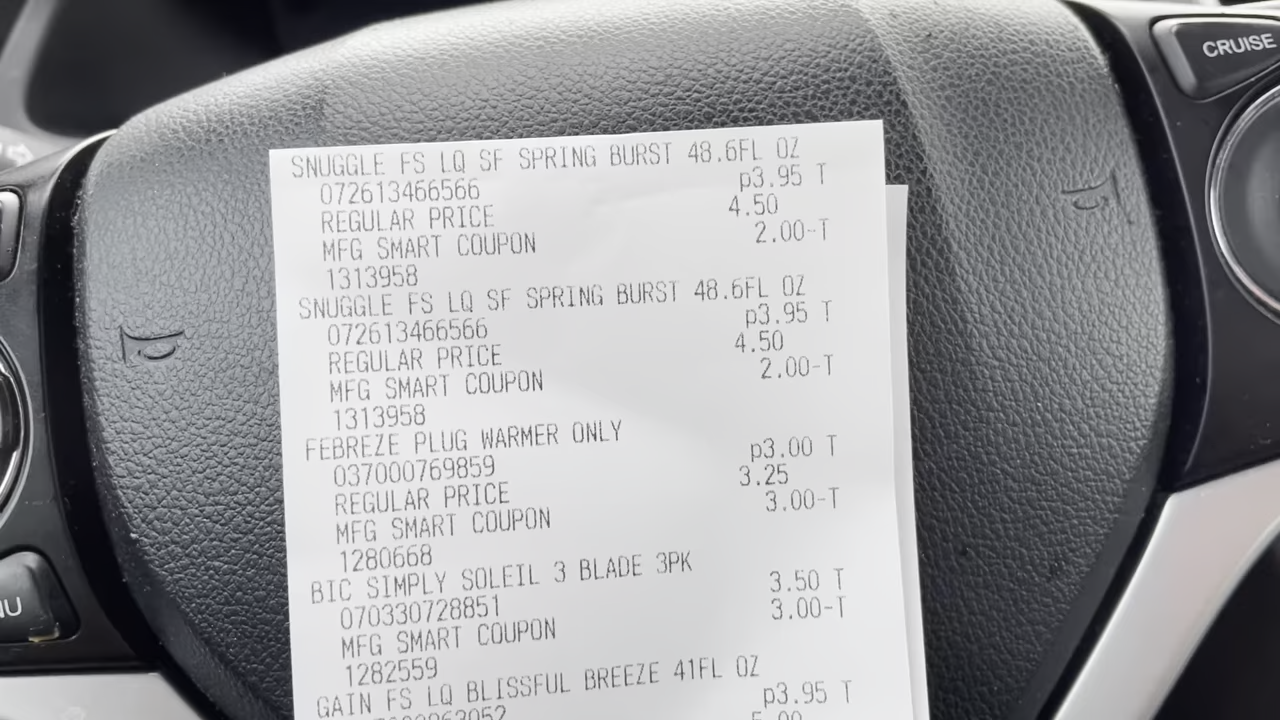 CRUISE
SNUGGLE FS LQ SF SPRING BURST 48.6FL OZ
072613466566 p3.95 T
REGULAR PRICE 4.50
MFG SMART COUPON 2.00-T
1313958
SNUGGLE FS LQ SF SPRING BURST 48.6FL OZ
072613466566 p3.95 T
REGULAR PRICE 4.50
MFG SMART COUPON 2.00-T
1313958
FEBREZE PLUG WARMER ONLY
037000769859 p3.00 T
REGULAR PRICE 3.25
MFG SMART COUPON 3.00-T
1280668
BIC SIMPLY SOLEIL 3 BLADE 3PK
070330728851 3.50 T
MFG SMART COUPON 3.00-T
1282559
GAIN FS LQ BLISSFUL BREEZE 41FL OZ
p3.95 T
NU